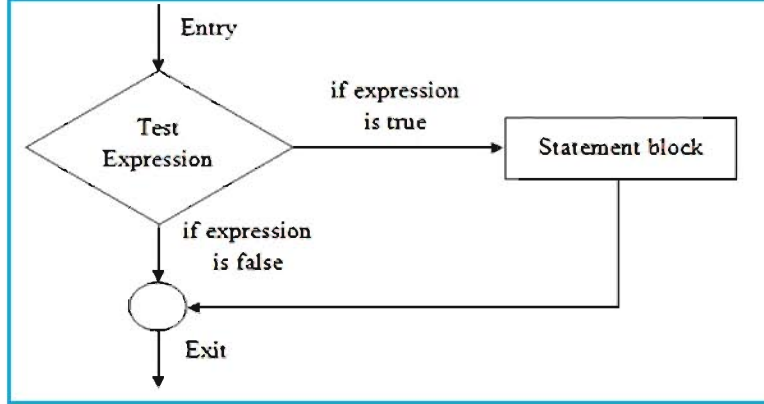 Entry
Test
Expression
if expression
is true
Statement block
if expression
is false
Exit